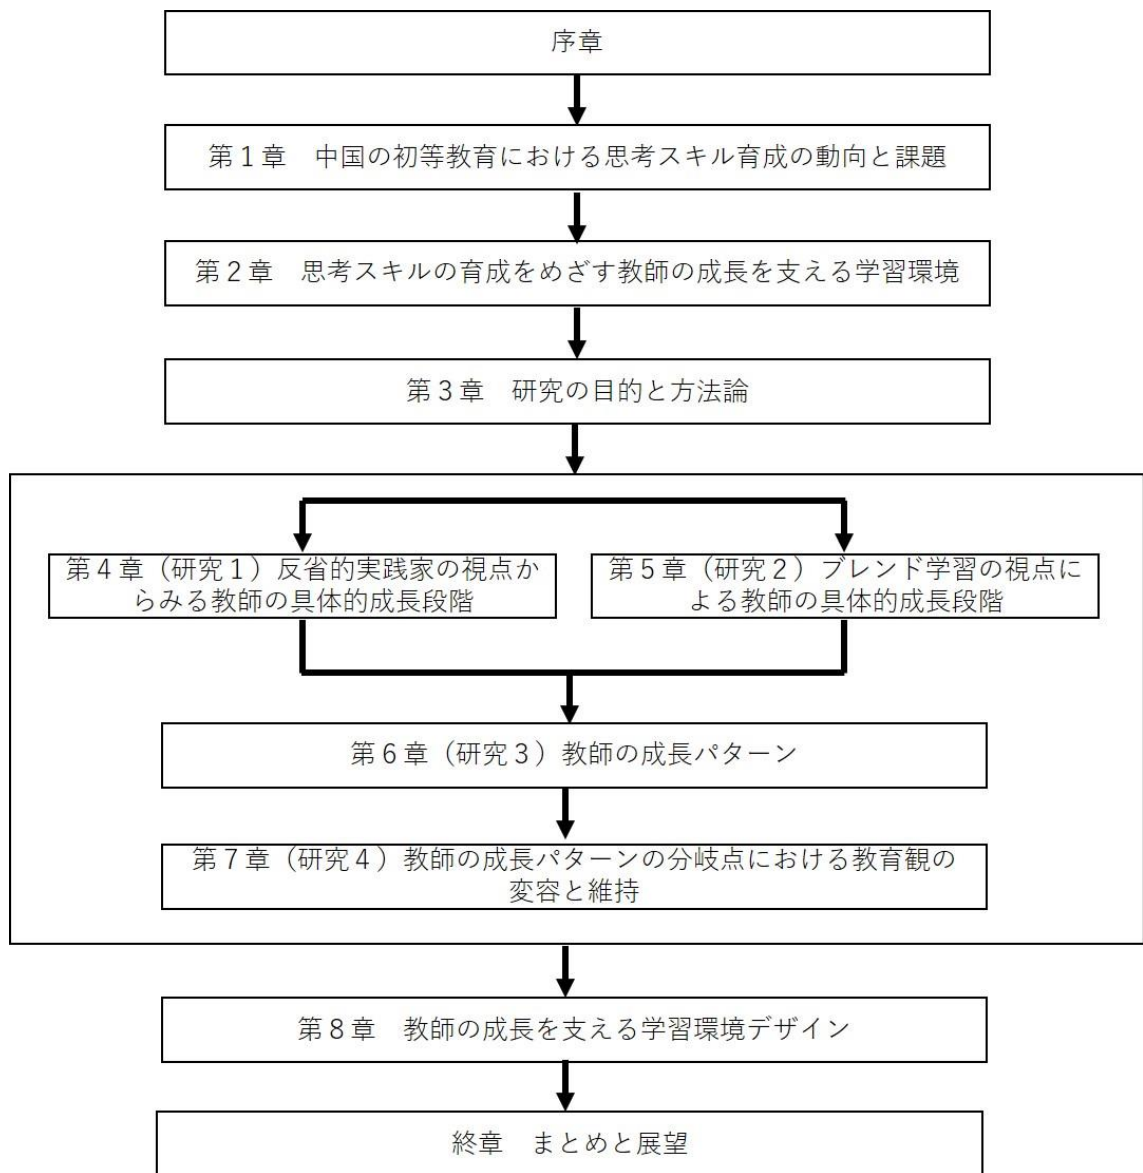 序章
第１章　中国の初等教育における思考スキル育成の動向と課題
第２章　思考スキルの育成をめざす教師の成長を支える学習環境
第３章　研究の目的と方法論
第４章（研究１）反省的実践家の視点か
らみる教師の具体的成長段階
第５章（研究２）ブレンド学習の視点に
よる教師の具体的成長段階
第６章（研究３）教師の成長パターン
第７章（研究４）教師の成長パターンの分岐点における教育観の
変容と維持
第８章　教師の成長を支える学習環境デザイン
終章　まとめと展望